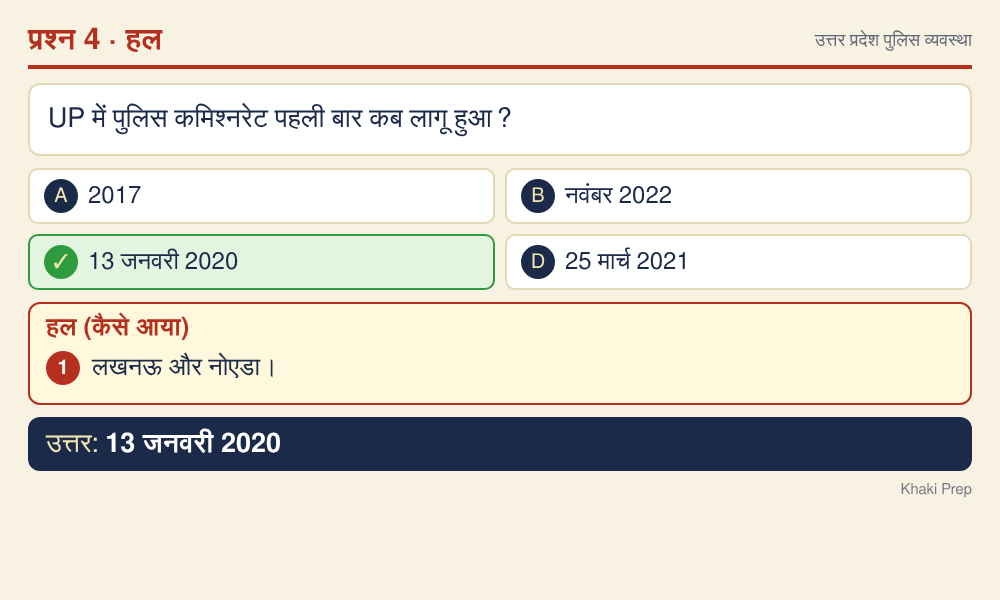 प्रश्न 4 · हल
उत्तर प्रदेश पुलिस व्यवस्था
UP में पुलिस कमिश्नरेट पहली बार कब लागू हुआ ?
A 2017
B नवंबर 2022
✓ 13 जनवरी 2020
D 25 मार्च 2021
हल (कैसे आया)
1 लखनऊ और नोएडा।
उत्तर: 13 जनवरी 2020
Khaki Prep